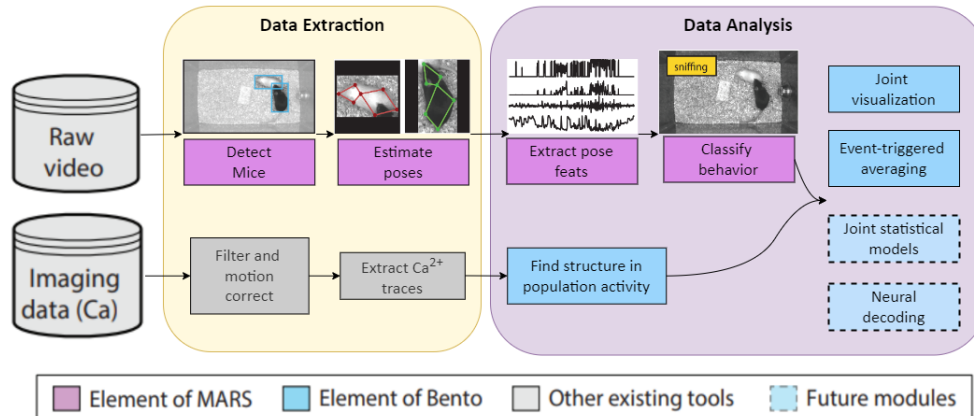 Data Extraction
Data Analysis
Raw
video
Detect
Mice
Estimate
poses
Extract pose
feats
sniffing
Classify
behavior
Joint
visualization
Event-triggered
averaging
Imaging
data (Ca)
Filter and
motion
correct
Extract Ca²⁺
traces
Find structure in
population activity
Joint statistical
models
Neural
decoding
Element of MARS
Element of Bento
Other existing tools
Future modules